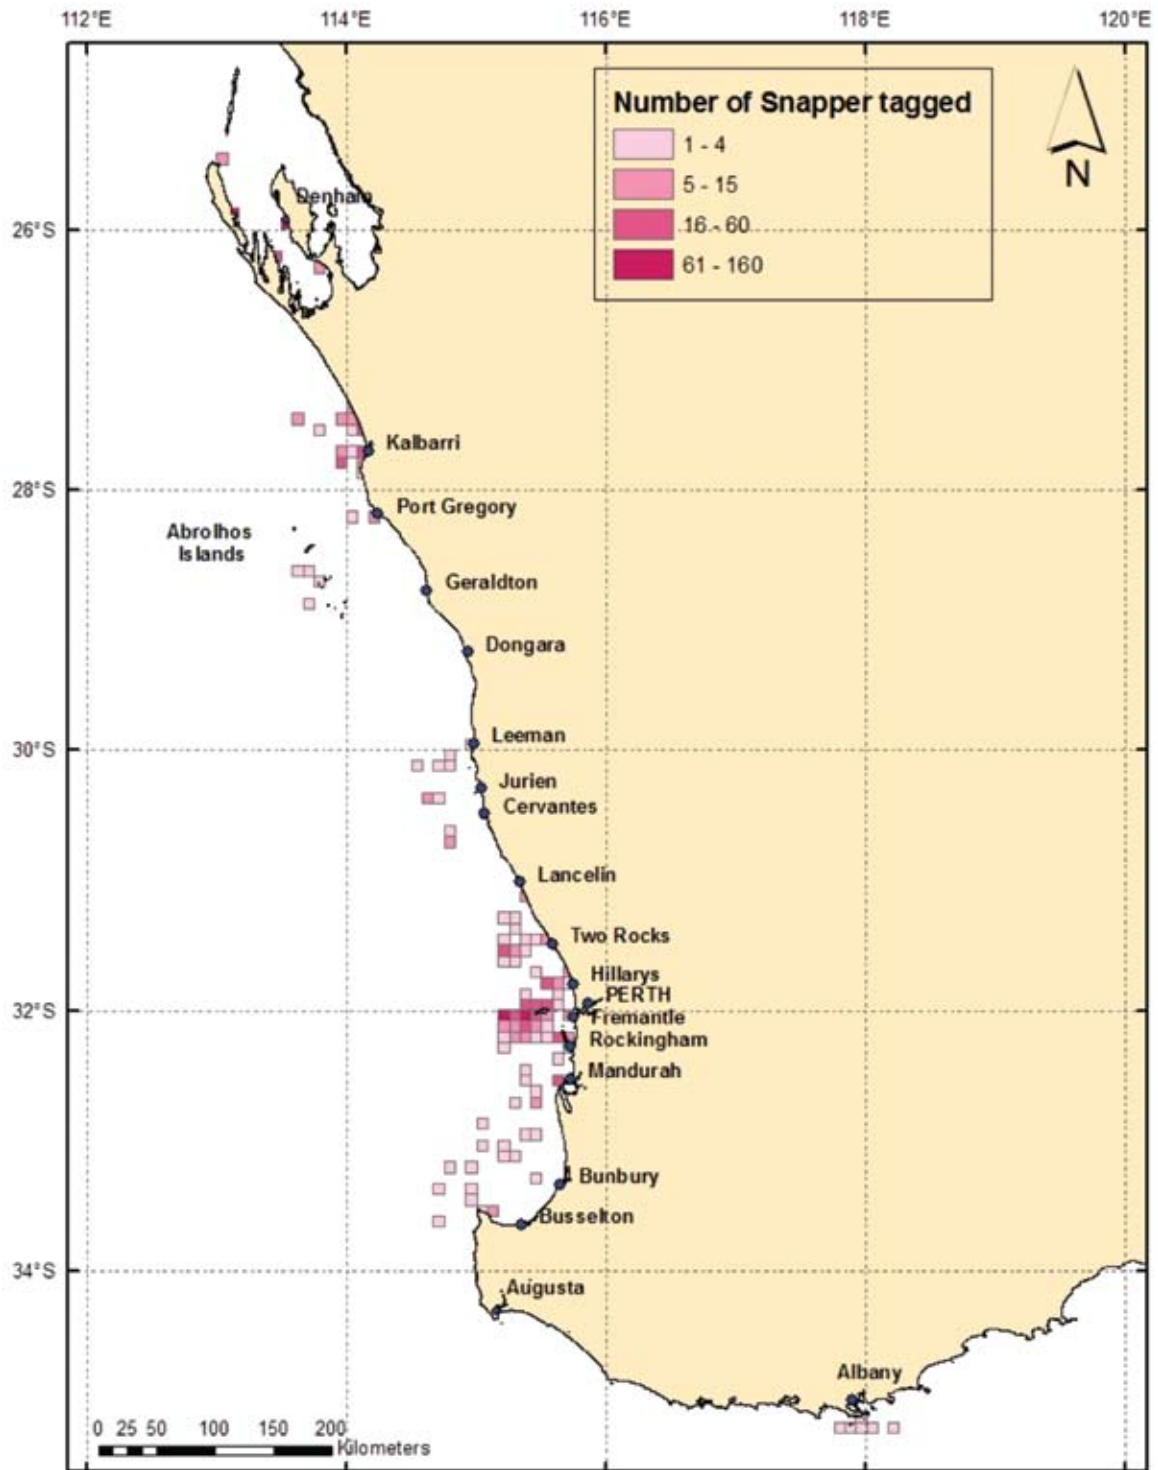 112°E 114°E 116°E 118°E 120°E
Number of Snapper tagged
1 - 4
5 - 15
16 - 60
61 - 160
N
Denham
26°S
Kalbarri
28°S
Port Gregory
Abrolhos
Islands
Geraldton
Dongara
Leeman
30°S
Jurien
Cervantes
Lancelin
Two Rocks
Hillarys
PERTH
32°S
Fremantle
Rockingham
Mandurah
Bunbury
Busselton
34°S
Augusta
Albany
0 25 50 100 150 200
Kilometers